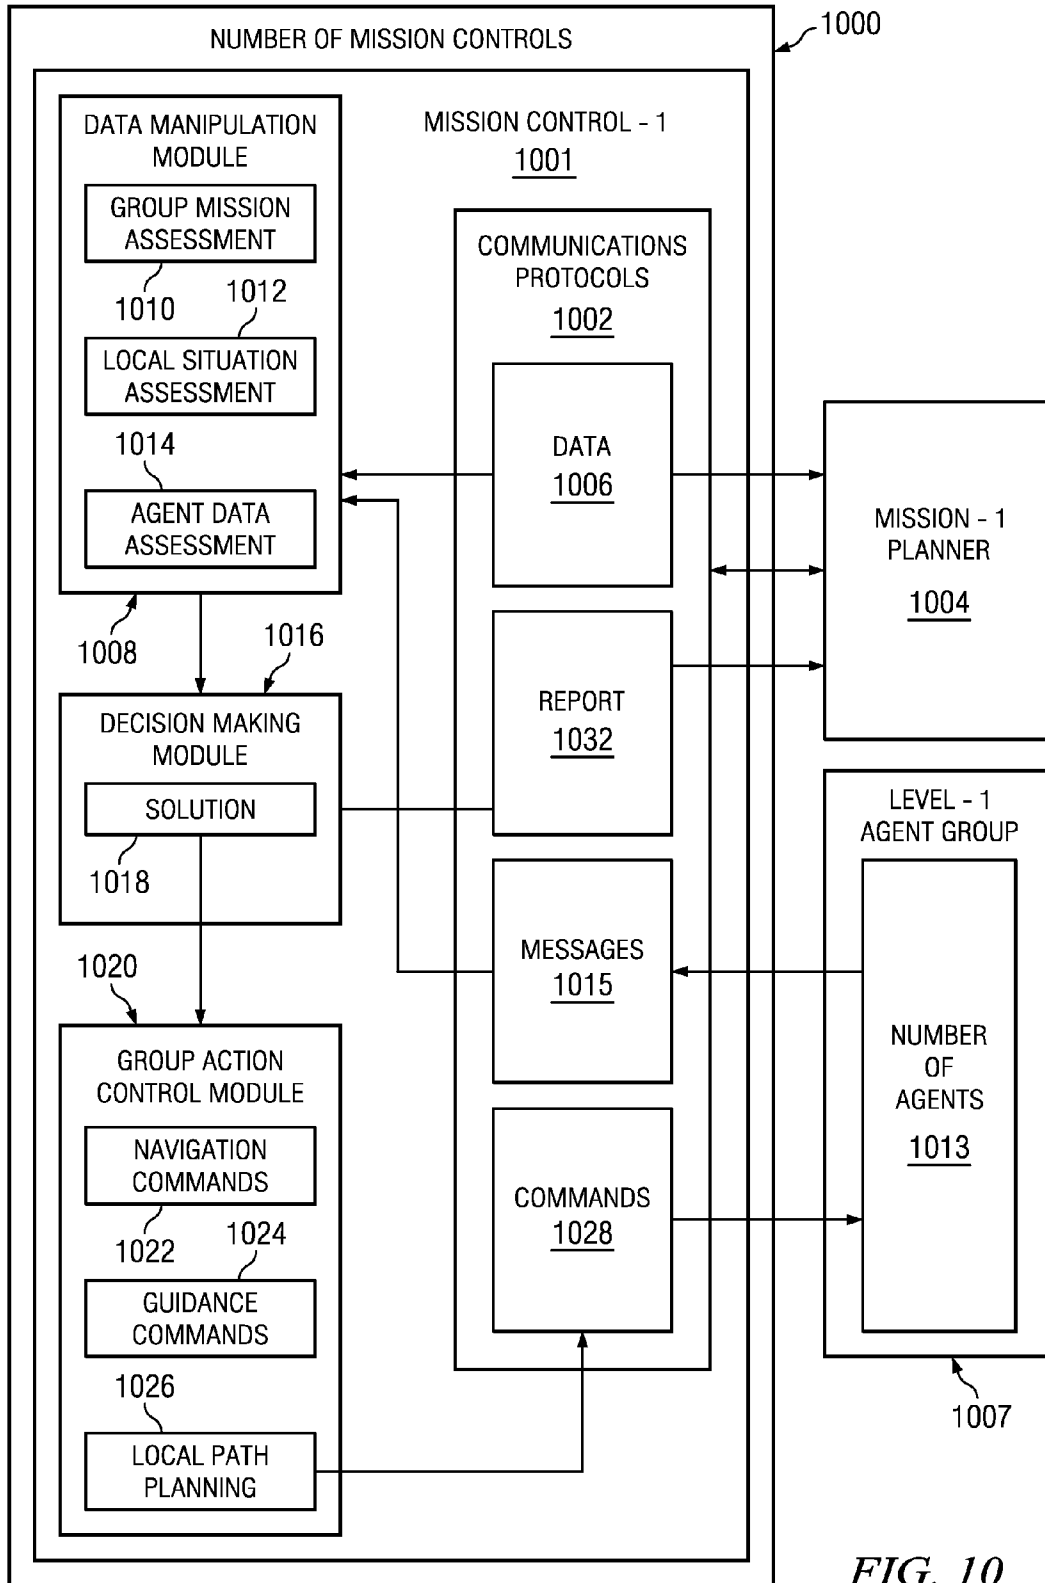 1000
NUMBER OF MISSION CONTROLS
DATA MANIPULATION
MODULE
GROUP MISSION
ASSESSMENT
1010
1012
LOCAL SITUATION
ASSESSMENT
1014
AGENT DATA
ASSESSMENT
1008
1016
DECISION MAKING
MODULE
SOLUTION
1018
1020
GROUP ACTION
CONTROL MODULE
NAVIGATION
COMMANDS
1022
1024
GUIDANCE
COMMANDS
1026
LOCAL PATH
PLANNING
MISSION CONTROL - 1
1001
COMMUNICATIONS
PROTOCOLS
1002
DATA
1006
REPORT
1032
MESSAGES
1015
COMMANDS
1028
MISSION - 1
PLANNER
1004
LEVEL - 1
AGENT GROUP
NUMBER
OF
AGENTS
1013
1007
FIG. 10